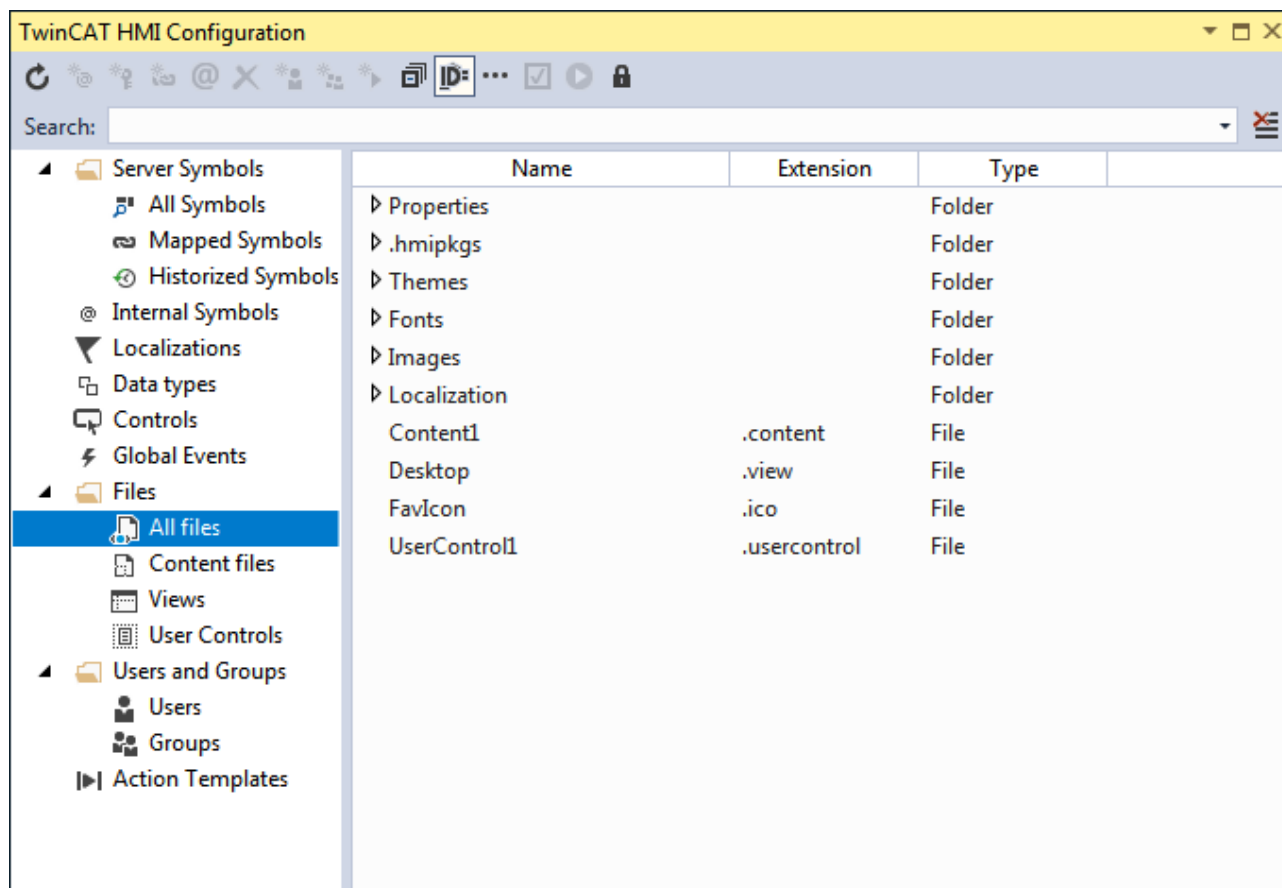 TwinCAT HMI Configuration
Search:
Server Symbols
All Symbols
Mapped Symbols
Historized Symbols
Internal Symbols
Localizations
Data types
Controls
Global Events
Files
All files
Content files
Views
User Controls
Users and Groups
Users
Groups
Action Templates
Name Extension Type
Properties Folder
.hmipkgs Folder
Themes Folder
Fonts Folder
Images Folder
Localization Folder
Content1 .content File
Desktop .view File
FavIcon .ico File
UserControl1 .usercontrol File